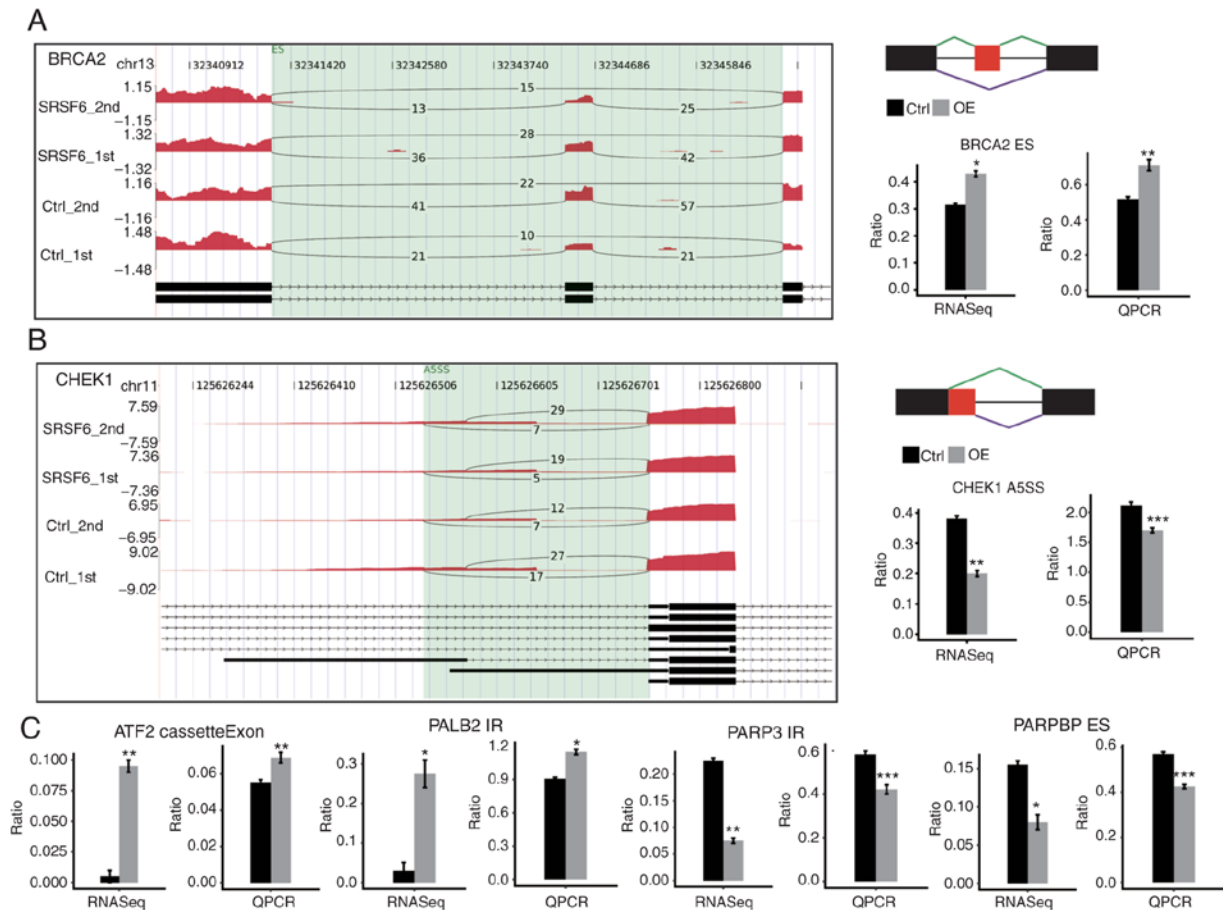 A
BRCA2
chr13
ES
32340912 32341420 32342580 32343740 32344686 32345846
1.15
SRSF6_2nd
−1.15
15
13
25
1.32
SRSF6_1st
−1.32
28
36
42
1.16
Ctrl_2nd
−1.16
22
41
57
1.48
Ctrl_1st
−1.48
10
21
21
Ctrl OE
BRCA2 ES
Ratio
0.4
0.3
0.2
0.1
0.0
*
RNASeq
Ratio
0.6
0.4
0.2
0.0
**
QPCR
B
CHEK1
chr11
A5SS
125626244 125626410 125626506 125626605 125626701 125626800
7.59
SRSF6_2nd
−7.59
29
7
7.36
SRSF6_1st
−7.36
19
5
6.95
Ctrl_2nd
−6.95
12
7
9.02
Ctrl_1st
−9.02
27
17
Ctrl OE
CHEK1 A5SS
Ratio
0.4
0.3
0.2
0.1
0.0
**
RNASeq
Ratio
2.0
1.5
1.0
0.5
0.0
***
QPCR
C
ATF2 cassetteExon
Ratio
0.100
0.075
0.050
0.025
0.000
**
RNASeq
Ratio
0.06
0.04
0.02
0.00
**
QPCR
PALB2 IR
Ratio
0.3
0.2
0.1
0.0
*
RNASeq
Ratio
1.2
0.9
0.6
0.3
0.0
*
QPCR
PARP3 IR
Ratio
0.20
0.15
0.10
0.05
0.00
**
RNASeq
Ratio
0.6
0.4
0.2
0.0
***
QPCR
PARPBP ES
Ratio
0.15
0.10
0.05
0.00
*
RNASeq
Ratio
0.6
0.4
0.2
0.0
***
QPCR